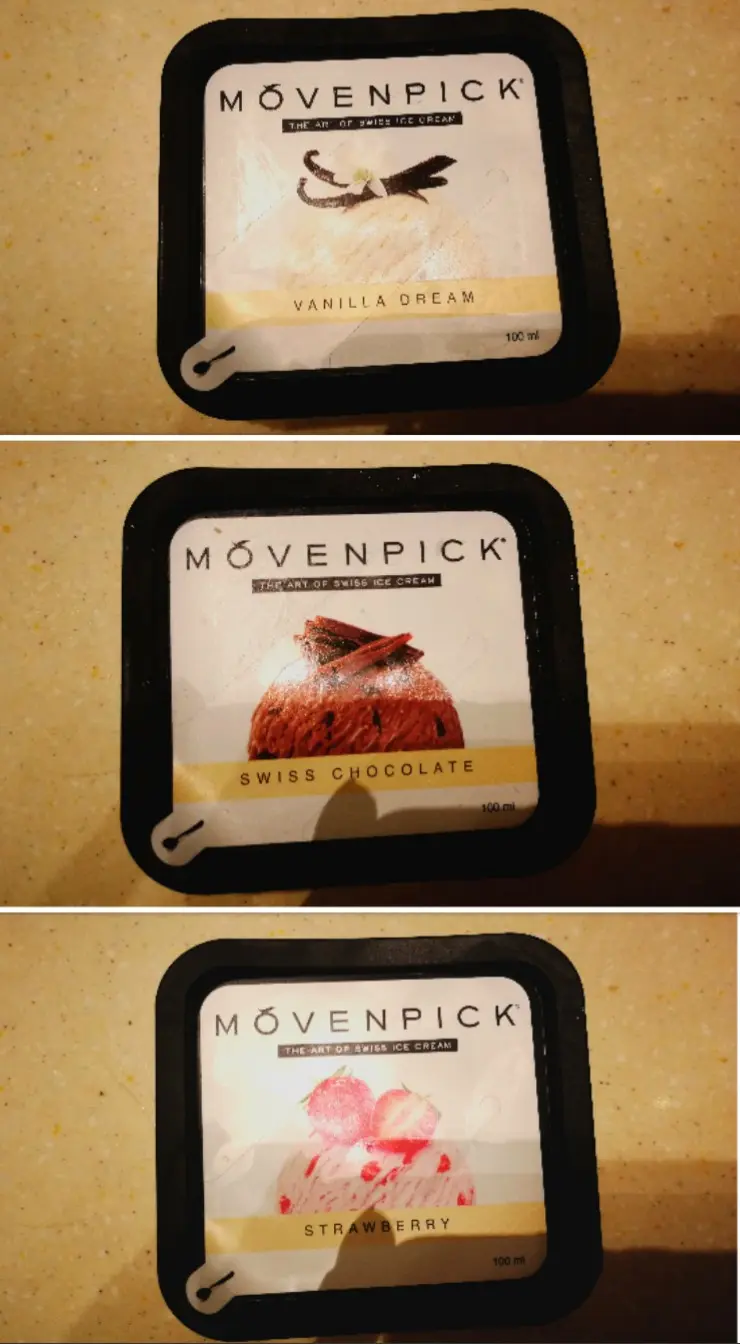 MÖVENPICK
THE ART OF SWISS ICE CREAM
VANILLA DREAM
100 ml
MÖVENPICK
THE ART OF SWISS ICE CREAM
SWISS CHOCOLATE
100 ml
MÖVENPICK
THE ART OF SWISS ICE CREAM
STRAWBERRY
100 ml